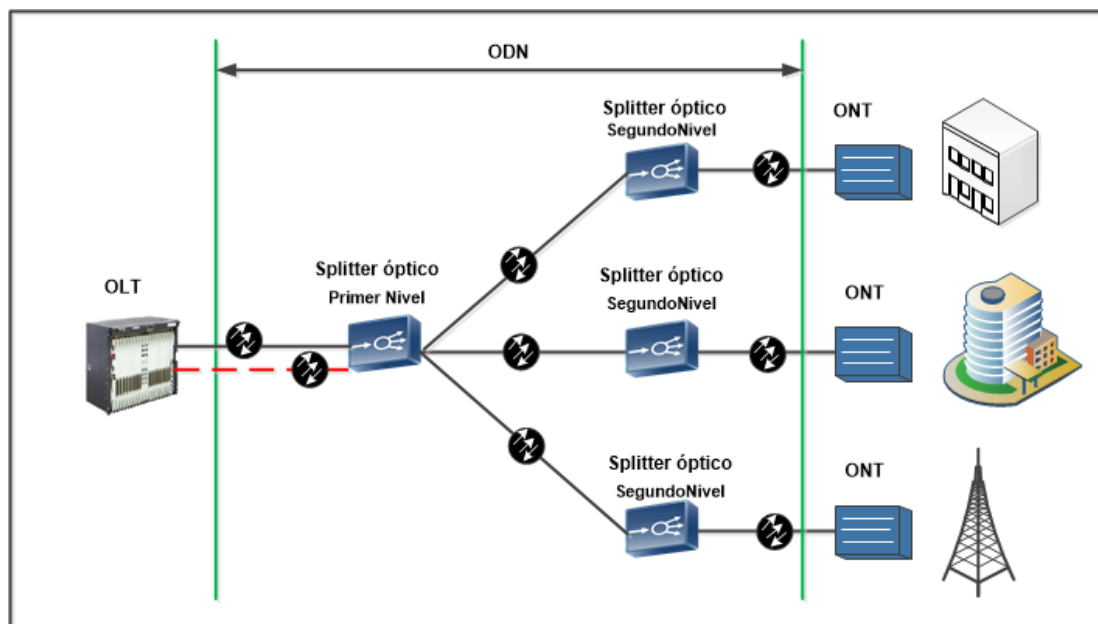 ODN
Splitter óptico
SegundoNivel
ONT
Splitter óptico
Primer Nivel
OLT
Splitter óptico
SegundoNivel
ONT
Splitter óptico
SegundoNivel
ONT